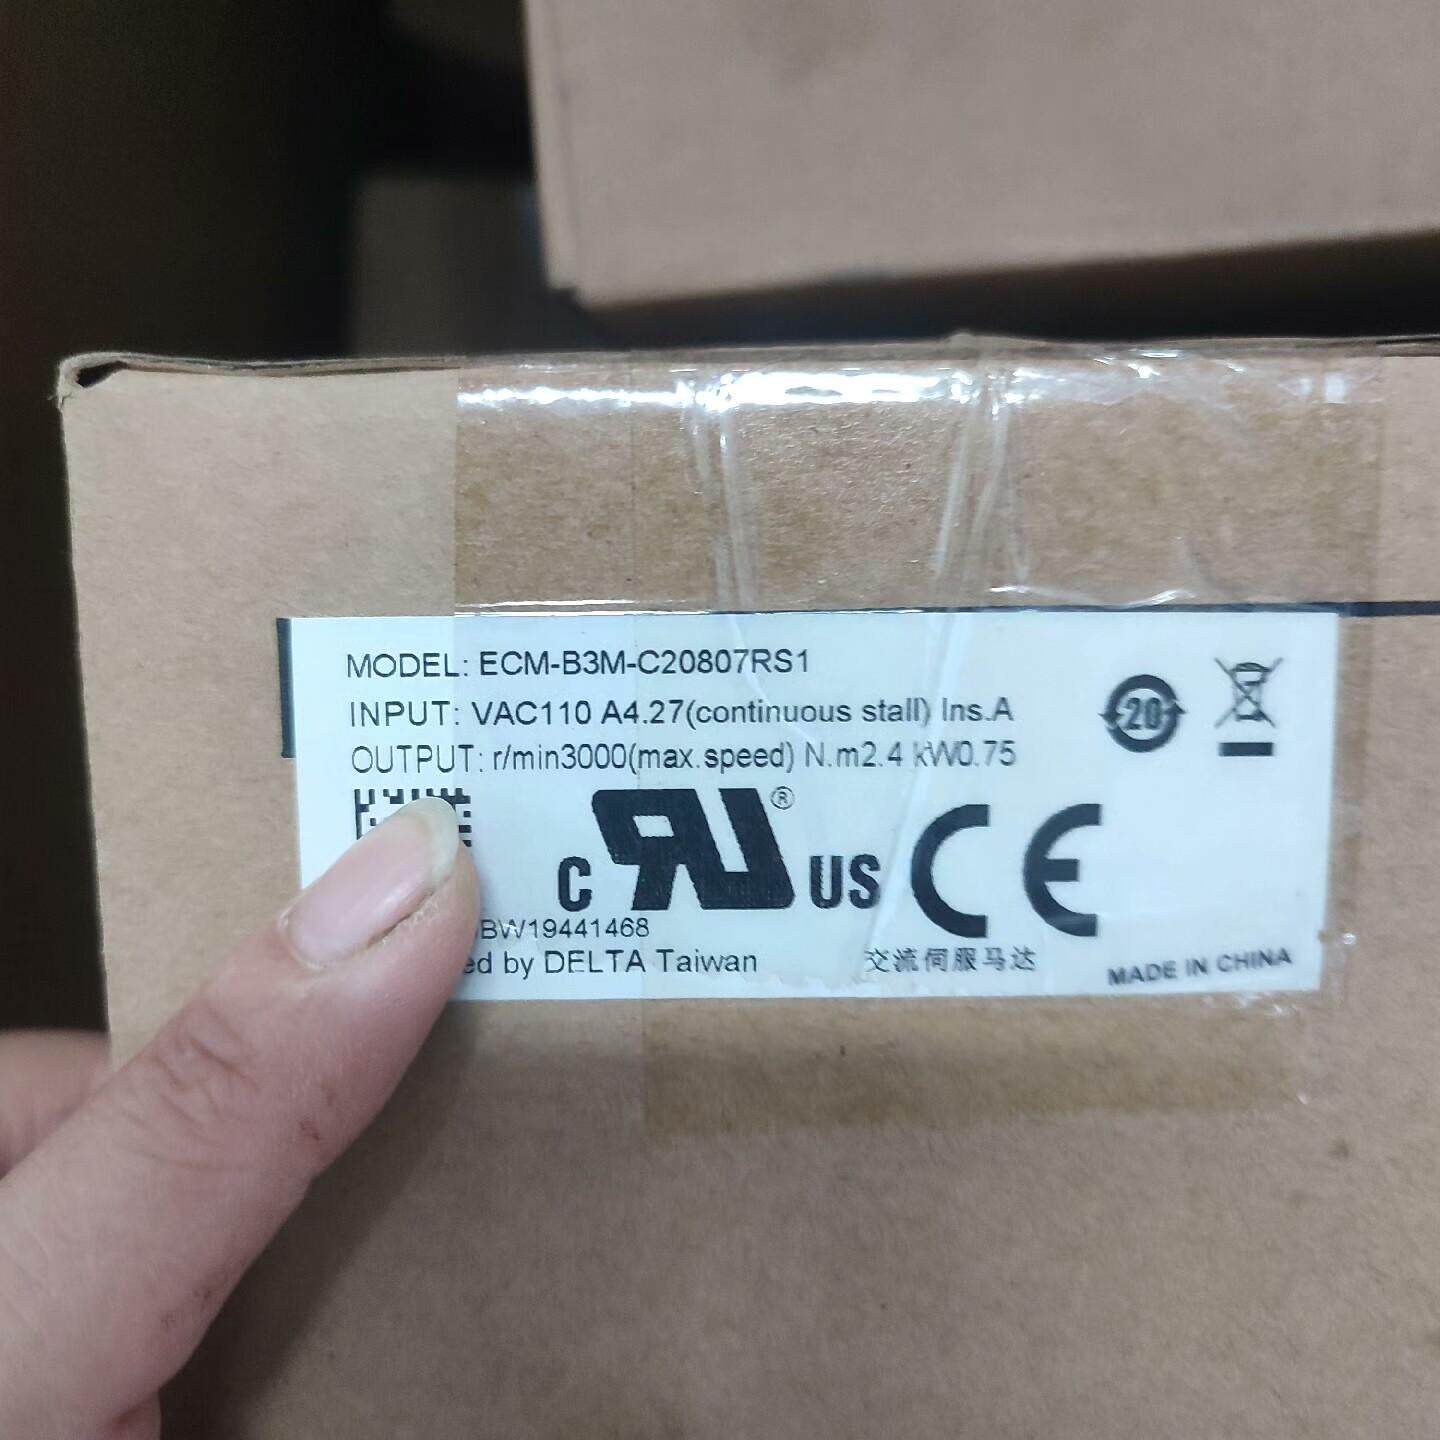 MODEL: ECM-B3M-C20807RS1
INPUT: VAC110 A4.27(continuous stall) Ins.A
OUTPUT: r/min3000(max.speed) N.m2.4 kW0.75
20
c RU ® US CE
BW19441468
ed by DELTA Taiwan
交流伺服马达
MADE IN CHINA